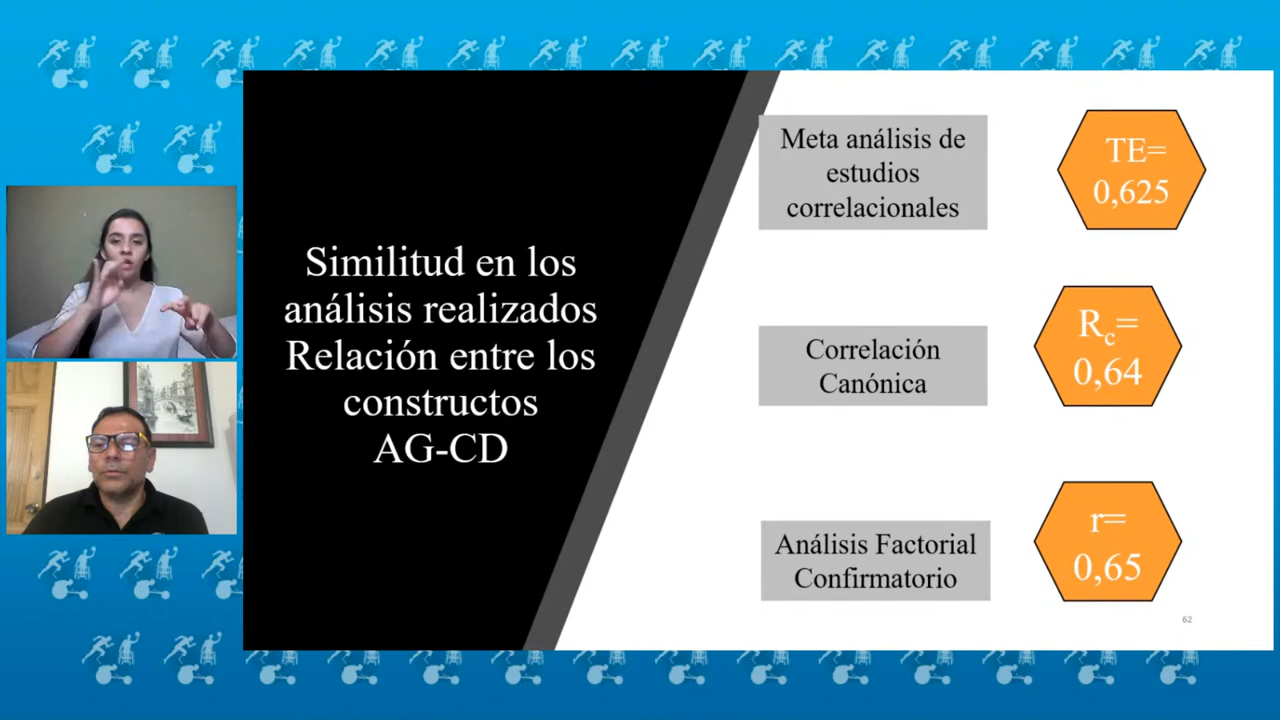 Similitud en los
análisis realizados
Relación entre los
constructos
AG-CD
Meta análisis de
estudios
correlacionales
TE=
0,625
Correlación
Canónica
Rc=
0,64
Análisis Factorial
Confirmatorio
r=
0,65
62